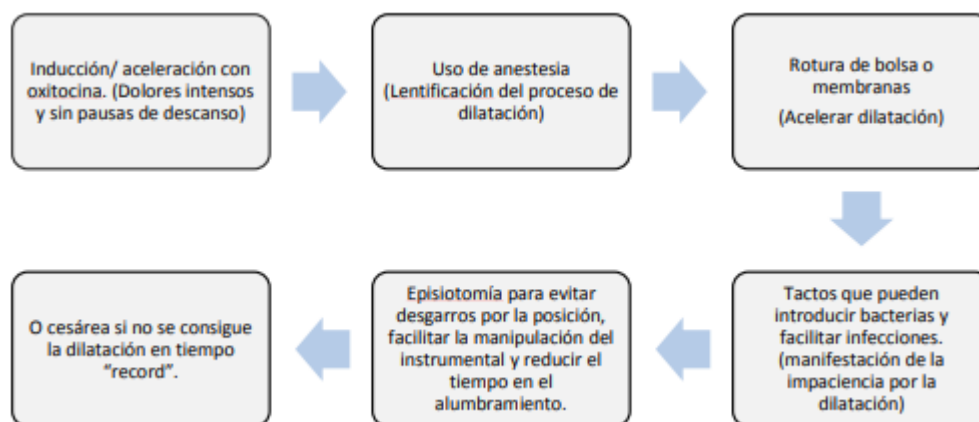 Inducción/ aceleración con
oxitocina. (Dolores intensos
y sin pausas de descanso)
Uso de anestesia
(Lentificación del proceso de
dilatación)
Rotura de bolsa o
membranas
(Acelerar dilatación)
Tactos que pueden
introducir bacterias y
facilitar infecciones.
(manifestación de la
impaciencia por la
dilatación)
Episiotomía para evitar
desgarros por la posición,
facilitar la manipulación del
instrumental y reducir el
tiempo en el
alumbramiento.
O cesárea si no se consigue
la dilatación en tiempo
“record”.